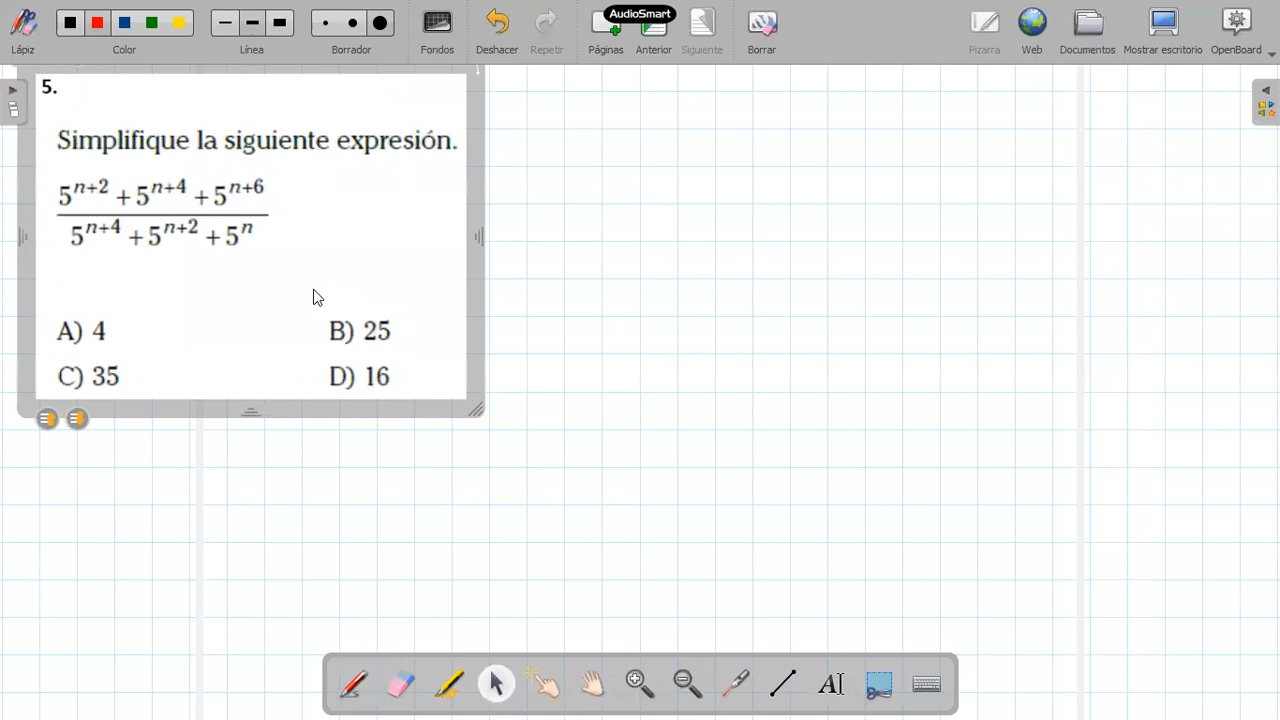 AudioSmart
Lápiz Color Línea Borrador Fondos Deshacer Repetir Páginas Anterior Siguiente Borrar Pizarra Web Documentos Mostrar escritorio OpenBoard
5.
Simplifique la siguiente expresión.
5^{n+2} + 5^{n+4} + 5^{n+6}
5^{n+4} + 5^{n+2} + 5^n
A) 4 B) 25
C) 35 D) 16
AI